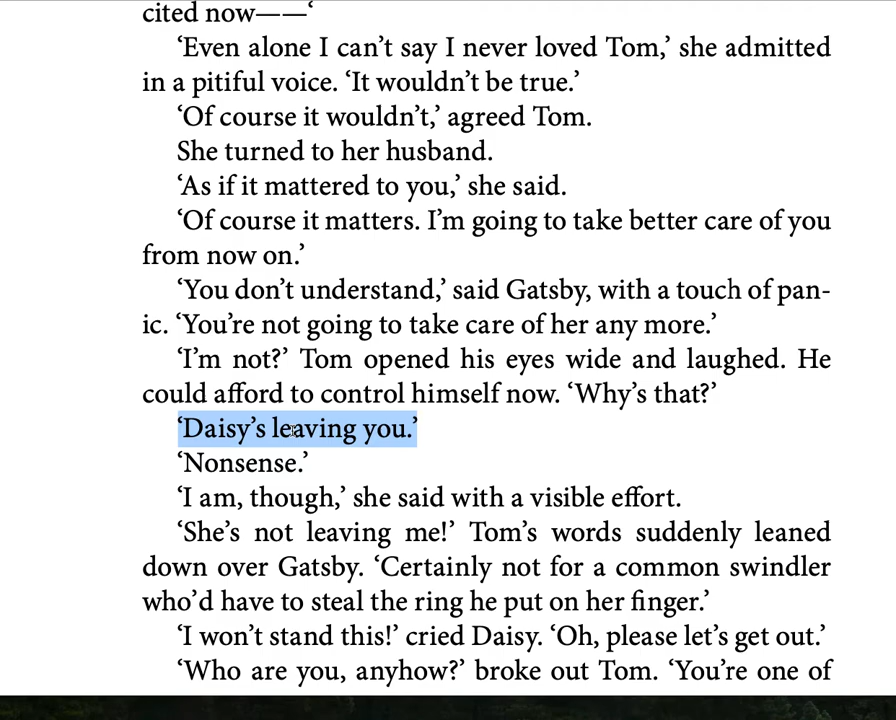 cited now——‘
‘Even alone I can’t say I never loved Tom,’ she admitted
in a pitiful voice. ‘It wouldn’t be true.’
‘Of course it wouldn’t,’ agreed Tom.
She turned to her husband.
‘As if it mattered to you,’ she said.
‘Of course it matters. I’m going to take better care of you
from now on.’
‘You don’t understand,’ said Gatsby, with a touch of pan-
ic. ‘You’re not going to take care of her any more.’
‘I’m not?’ Tom opened his eyes wide and laughed. He
could afford to control himself now. ‘Why’s that?’
‘Daisy’s leaving you.’
‘Nonsense.’
‘I am, though,’ she said with a visible effort.
‘She’s not leaving me!’ Tom’s words suddenly leaned
down over Gatsby. ‘Certainly not for a common swindler
who’d have to steal the ring he put on her finger.’
‘I won’t stand this!’ cried Daisy. ‘Oh, please let’s get out.’
‘Who are you, anyhow?’ broke out Tom. ‘You’re one of